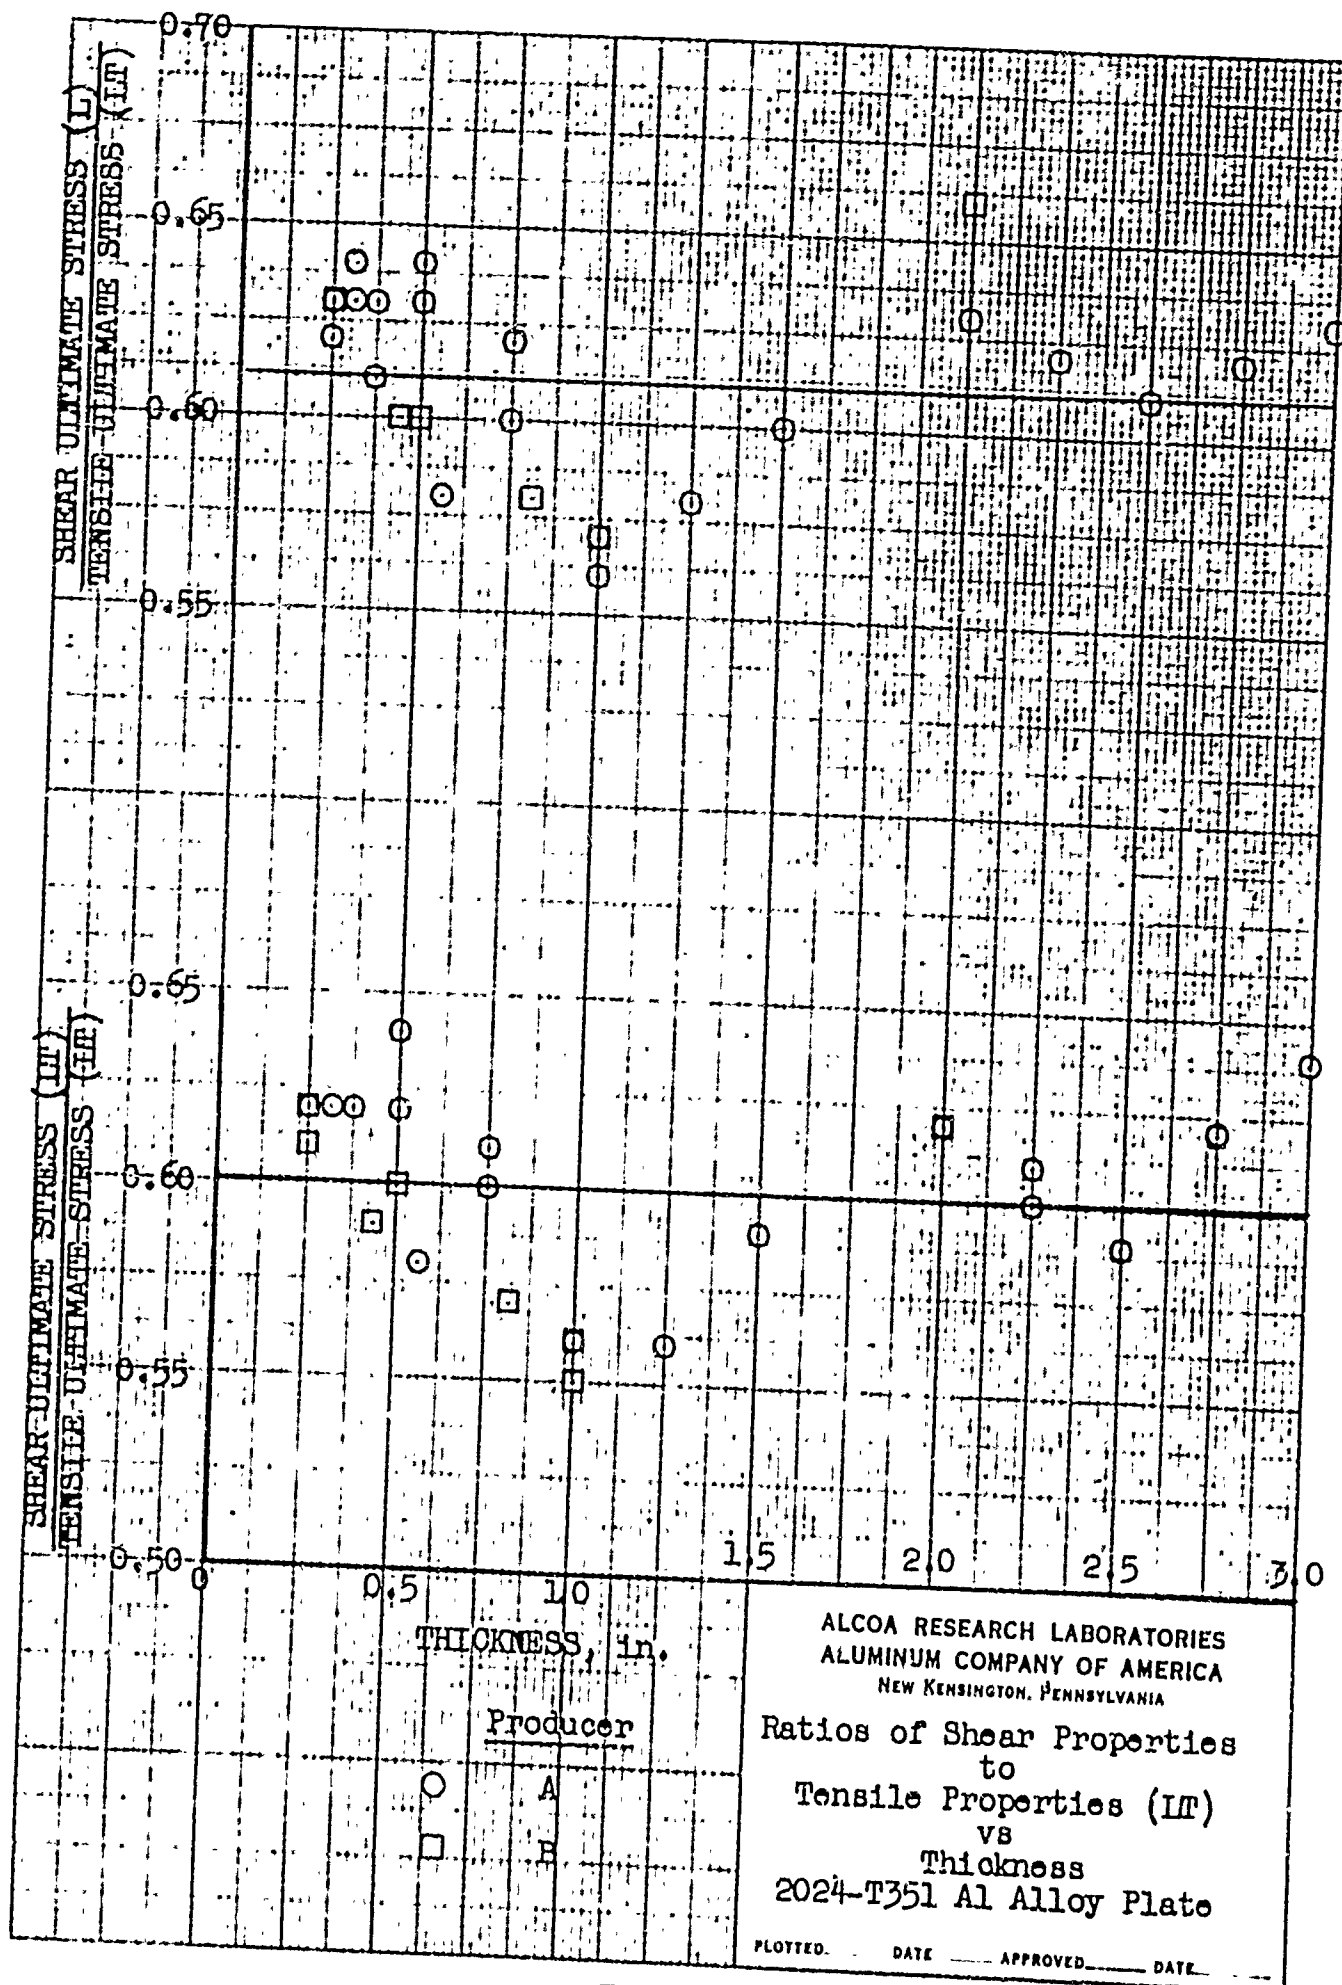 0.70
SHEAR ULTIMATE STRESS (L)
TENSILE ULTIMATE STRESS (LT)
0.65
0.60
0.55
0.65
SHEAR ULTIMATE STRESS (LT)
TENSILE ULTIMATE STRESS (LT)
0.60
0.55
0.50
0 0.5 1.0 1.5 2.0 2.5 3.0
THICKNESS, in.
Producer
A
B
ALCOA RESEARCH LABORATORIES
ALUMINUM COMPANY OF AMERICA
NEW KENSINGTON, PENNSYLVANIA
Ratios of Shear Properties
to
Tensile Properties (LT)
vs
Thickness
2024-T351 Al Alloy Plate
PLOTTED DATE APPROVED DATE